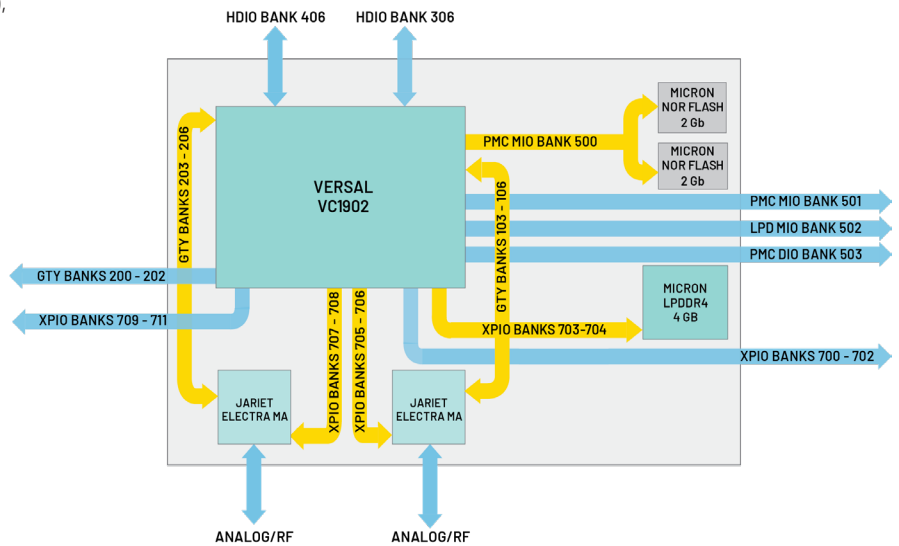 HDIO BANK 406
HDIO BANK 306
MICRON
NOR FLASH
2 Gb
PMC MIO BANK 500
MICRON
NOR FLASH
2 Gb
GTY BANKS 203 - 206
VERSAL
VC1902
GTY BANKS 103 - 106
PMC MIO BANK 501
LPD MIO BANK 502
PMC DIO BANK 503
GTY BANKS 200 - 202
MICRON
LPDDR4
4 GB
XPIO BANKS 709 - 711
XPIO BANKS 707 - 708
XPIO BANKS 705 - 706
XPIO BANKS 703-704
XPIO BANKS 700 - 702
JARIET
ELECTRA MA
JARIET
ELECTRA MA
ANALOG/RF
ANALOG/RF